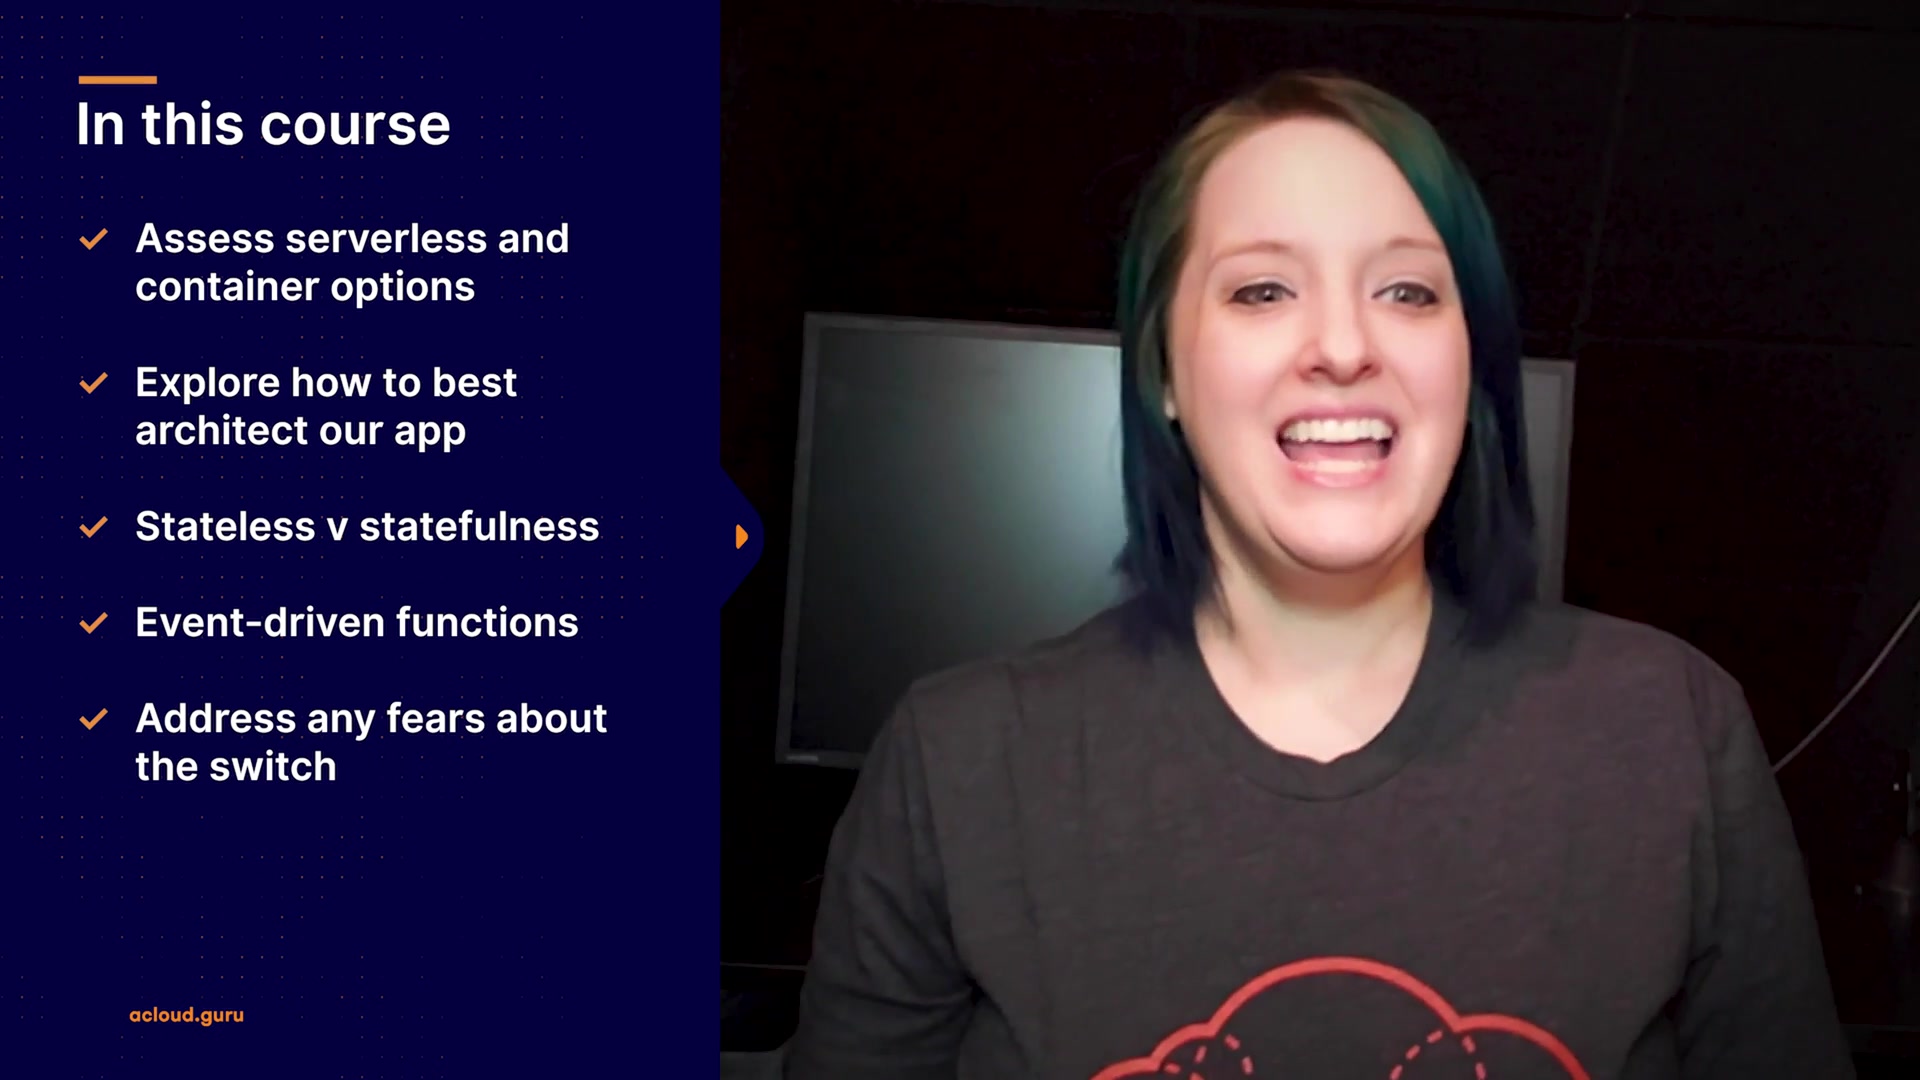 In this course
Assess serverless and
container options
Explore how to best
architect our app
Stateless v statefulness
Event-driven functions
Address any fears about
the switch
acloud.guru